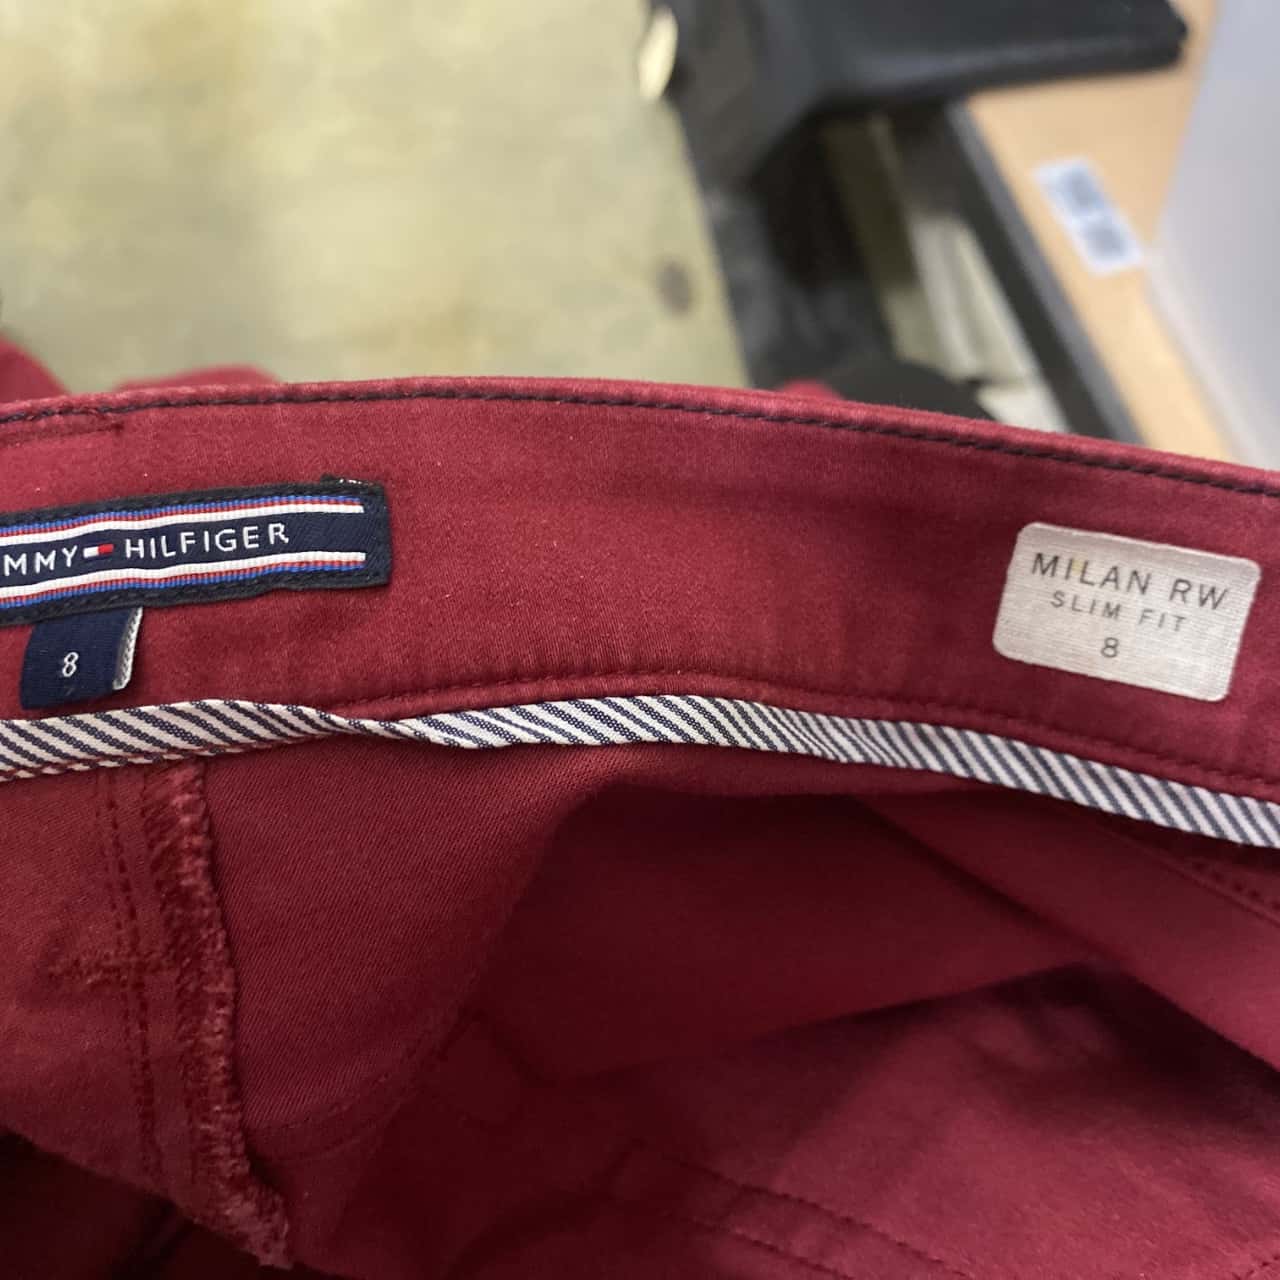 MMY HILFIGER
8
MILAN RW
SLIM FIT
8